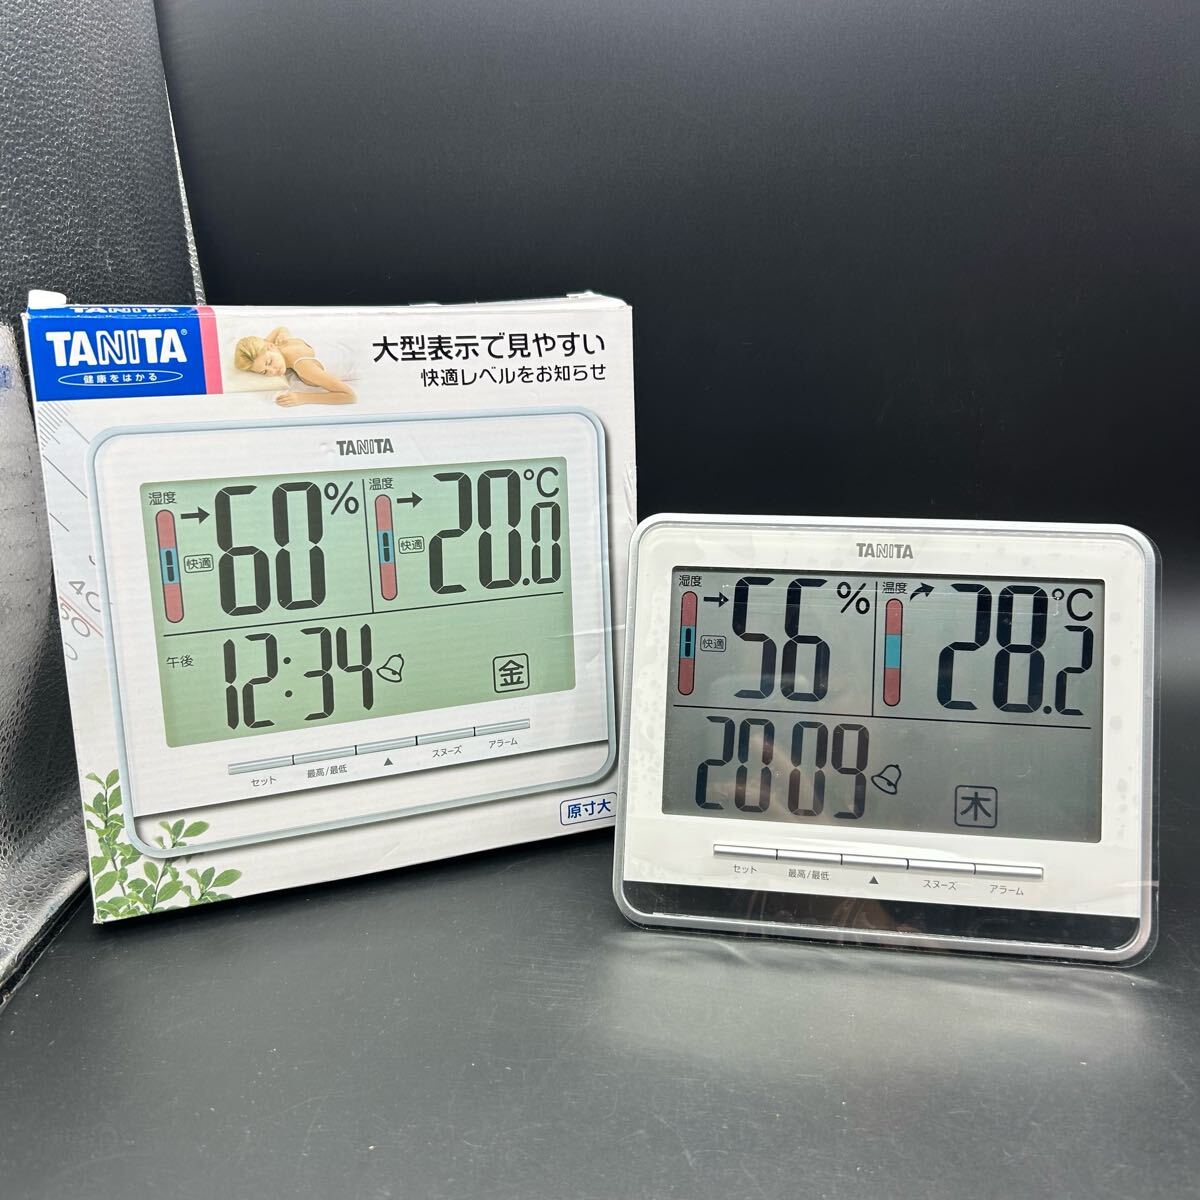 TANITA
TANITA®
健康をはかる
大型表示で見やすい
快適レベルをお知らせ
TANITA
湿度 → 60% 快適
温度 → 20.0℃ 快適
午後 12:34 金
セット 最高/最低 ▲ スヌーズ アラーム
原寸大
TANITA
湿度 → 56% 快適
温度 28.2℃
2009 木
セット 最高/最低 ▲ スヌーズ アラーム